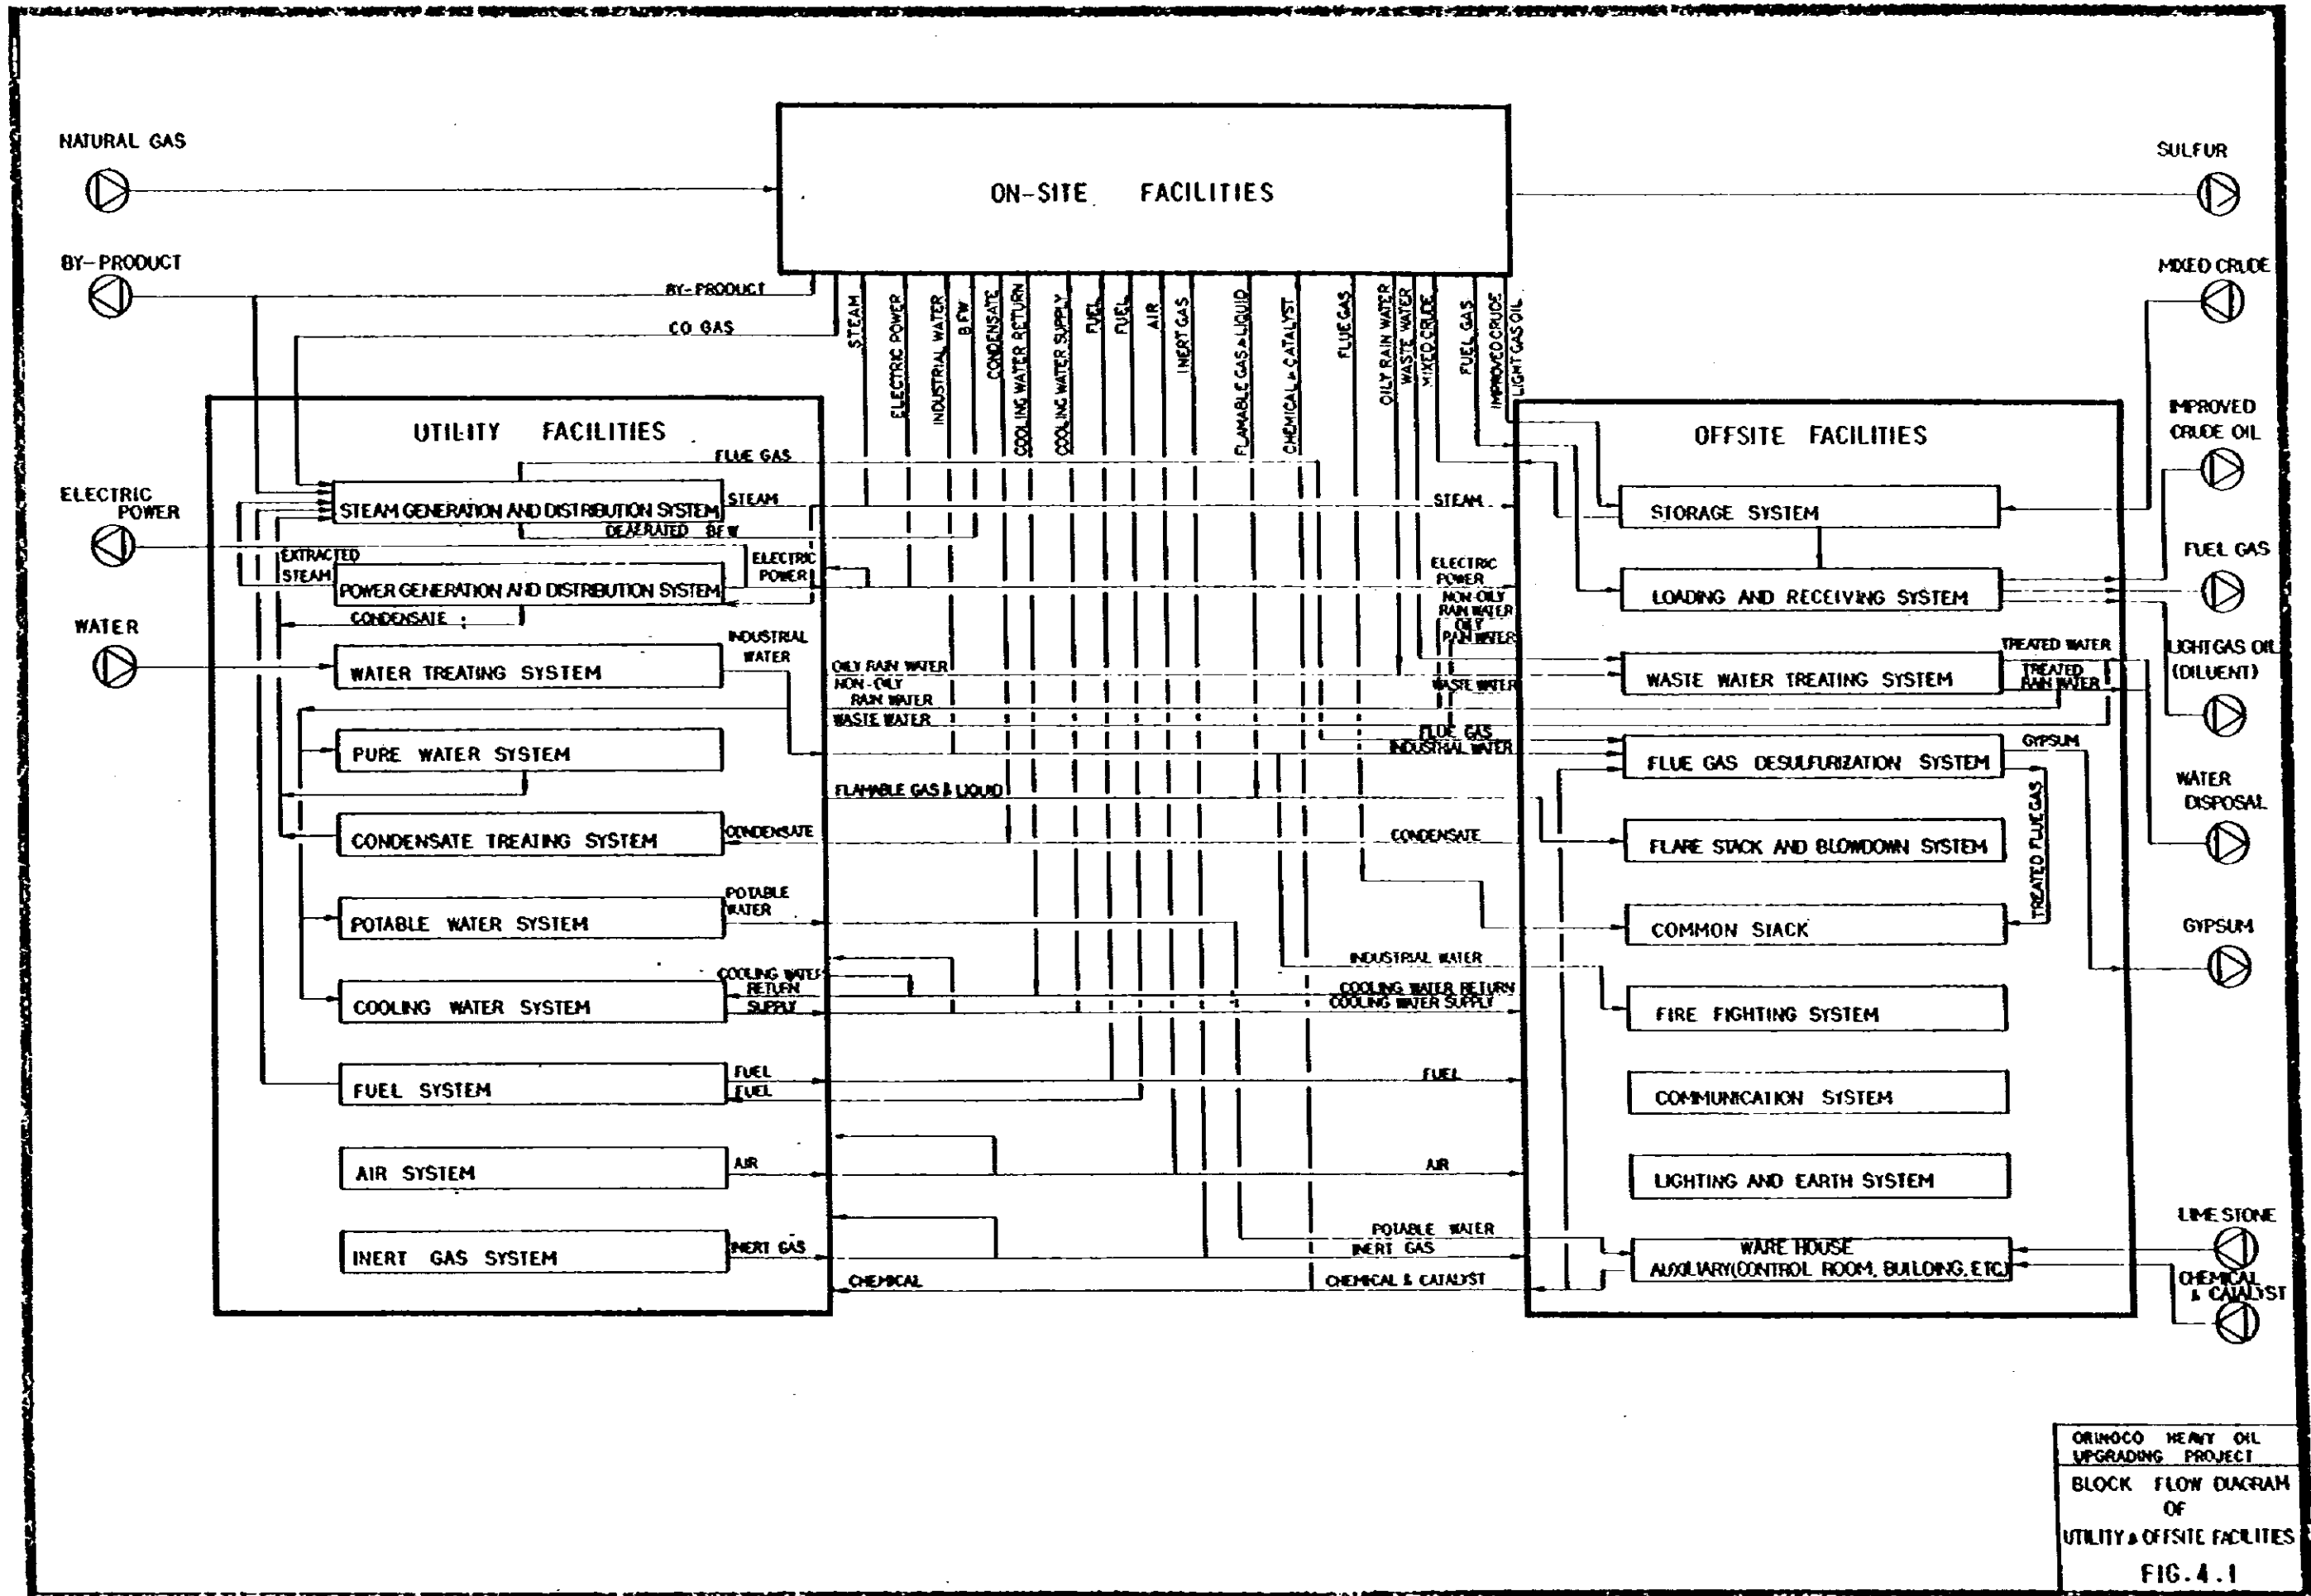 NATURAL GAS
BY-PRODUCT
ELECTRIC
POWER
WATER
ON-SITE FACILITIES
SULFUR
MIXED CRUDE
IMPROVED
CRUDE OIL
FUEL GAS
LIGHT GAS OIL
(DILUENT)
WATER
DISPOSAL
GYPSUM
LIME STONE
CHEMICAL
& CATALYST
BY-PRODUCT
CO GAS
STEAM
ELECTRIC POWER
INDUSTRIAL WATER
BFW
CONDENSATE
COOLING WATER RETURN
COOLING WATER SUPPLY
FUEL
FUEL
AIR
INERT GAS
FLAMABLE GAS & LIQUID
CHEMICAL & CATALYST
FLUE GAS
OILY RAIN WATER
WASTE WATER
MIXED CRUDE
FUEL GAS
IMPROVED CRUDE
LIGHT GAS OIL
UTILITY FACILITIES
FLUE GAS
STEAM GENERATION AND DISTRIBUTION SYSTEM
STEAM
DEAERATED BFW
EXTRACTED
STEAM
ELECTRIC
POWER
POWER GENERATION AND DISTRIBUTION SYSTEM
CONDENSATE
INDUSTRIAL
WATER
WATER TREATING SYSTEM
PURE WATER SYSTEM
CONDENSATE TREATING SYSTEM
CONDENSATE
POTABLE
WATER
POTABLE WATER SYSTEM
COOLING WATER
RETURN
SUPPLY
COOLING WATER SYSTEM
FUEL SYSTEM
FUEL
FUEL
AIR SYSTEM
AIR
INERT GAS SYSTEM
INERT GAS
OILY RAIN WATER
NON-OILY
RAIN WATER
WASTE WATER
FLAMABLE GAS & LIQUID
CHEMICAL
STEAM
ELECTRIC
POWER
NON-OILY
RAIN WATER
OILY
RAIN WATER
WASTE WATER
FLUE GAS
INDUSTRIAL WATER
CONDENSATE
INDUSTRIAL WATER
COOLING WATER RETURN
COOLING WATER SUPPLY
FUEL
AIR
POTABLE WATER
INERT GAS
CHEMICAL & CATALYST
OFFSITE FACILITIES
STORAGE SYSTEM
LOADING AND RECEIVING SYSTEM
TREATED WATER
WASTE WATER TREATING SYSTEM
TREATED
RAIN WATER
GYPSUM
FLUE GAS DESULFURIZATION SYSTEM
TREATED FLUE GAS
FLARE STACK AND BLOWDOWN SYSTEM
COMMON STACK
FIRE FIGHTING SYSTEM
COMMUNICATION SYSTEM
LIGHTING AND EARTH SYSTEM
WARE HOUSE
AUXILIARY(CONTROL ROOM, BUILDING, ETC)
ORINOCO HEAVY OIL
UPGRADING PROJECT
BLOCK FLOW DIAGRAM
OF
UTILITY & OFFSITE FACILITIES
FIG.4.1